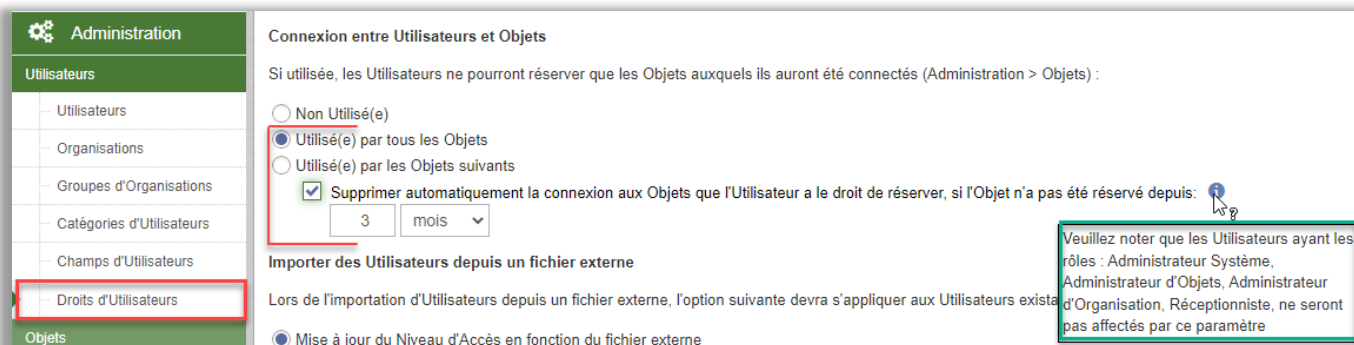 Administration
Utilisateurs
Utilisateurs
Organisations
Groupes d'Organisations
Catégories d'Utilisateurs
Champs d'Utilisateurs
Droits d'Utilisateurs
Objets
Connexion entre Utilisateurs et Objets
Si utilisée, les Utilisateurs ne pourront réserver que les Objets auxquels ils auront été connectés (Administration > Objets) :
Non Utilisé(e)
Utilisé(e) par tous les Objets
Utilisé(e) par les Objets suivants
Supprimer automatiquement la connexion aux Objets que l'Utilisateur a le droit de réserver, si l'Objet n'a pas été réservé depuis:
3 mois
Importer des Utilisateurs depuis un fichier externe
Lors de l'importation d'Utilisateurs depuis un fichier externe, l'option suivante devra s'appliquer aux Utilisateurs exista
Mise à jour du Niveau d'Accès en fonction du fichier externe
Veuillez noter que les Utilisateurs ayant les
rôles : Administrateur Système,
Administrateur d'Objets, Administrateur
d'Organisation, Réceptionniste, ne seront
pas affectés par ce paramètre